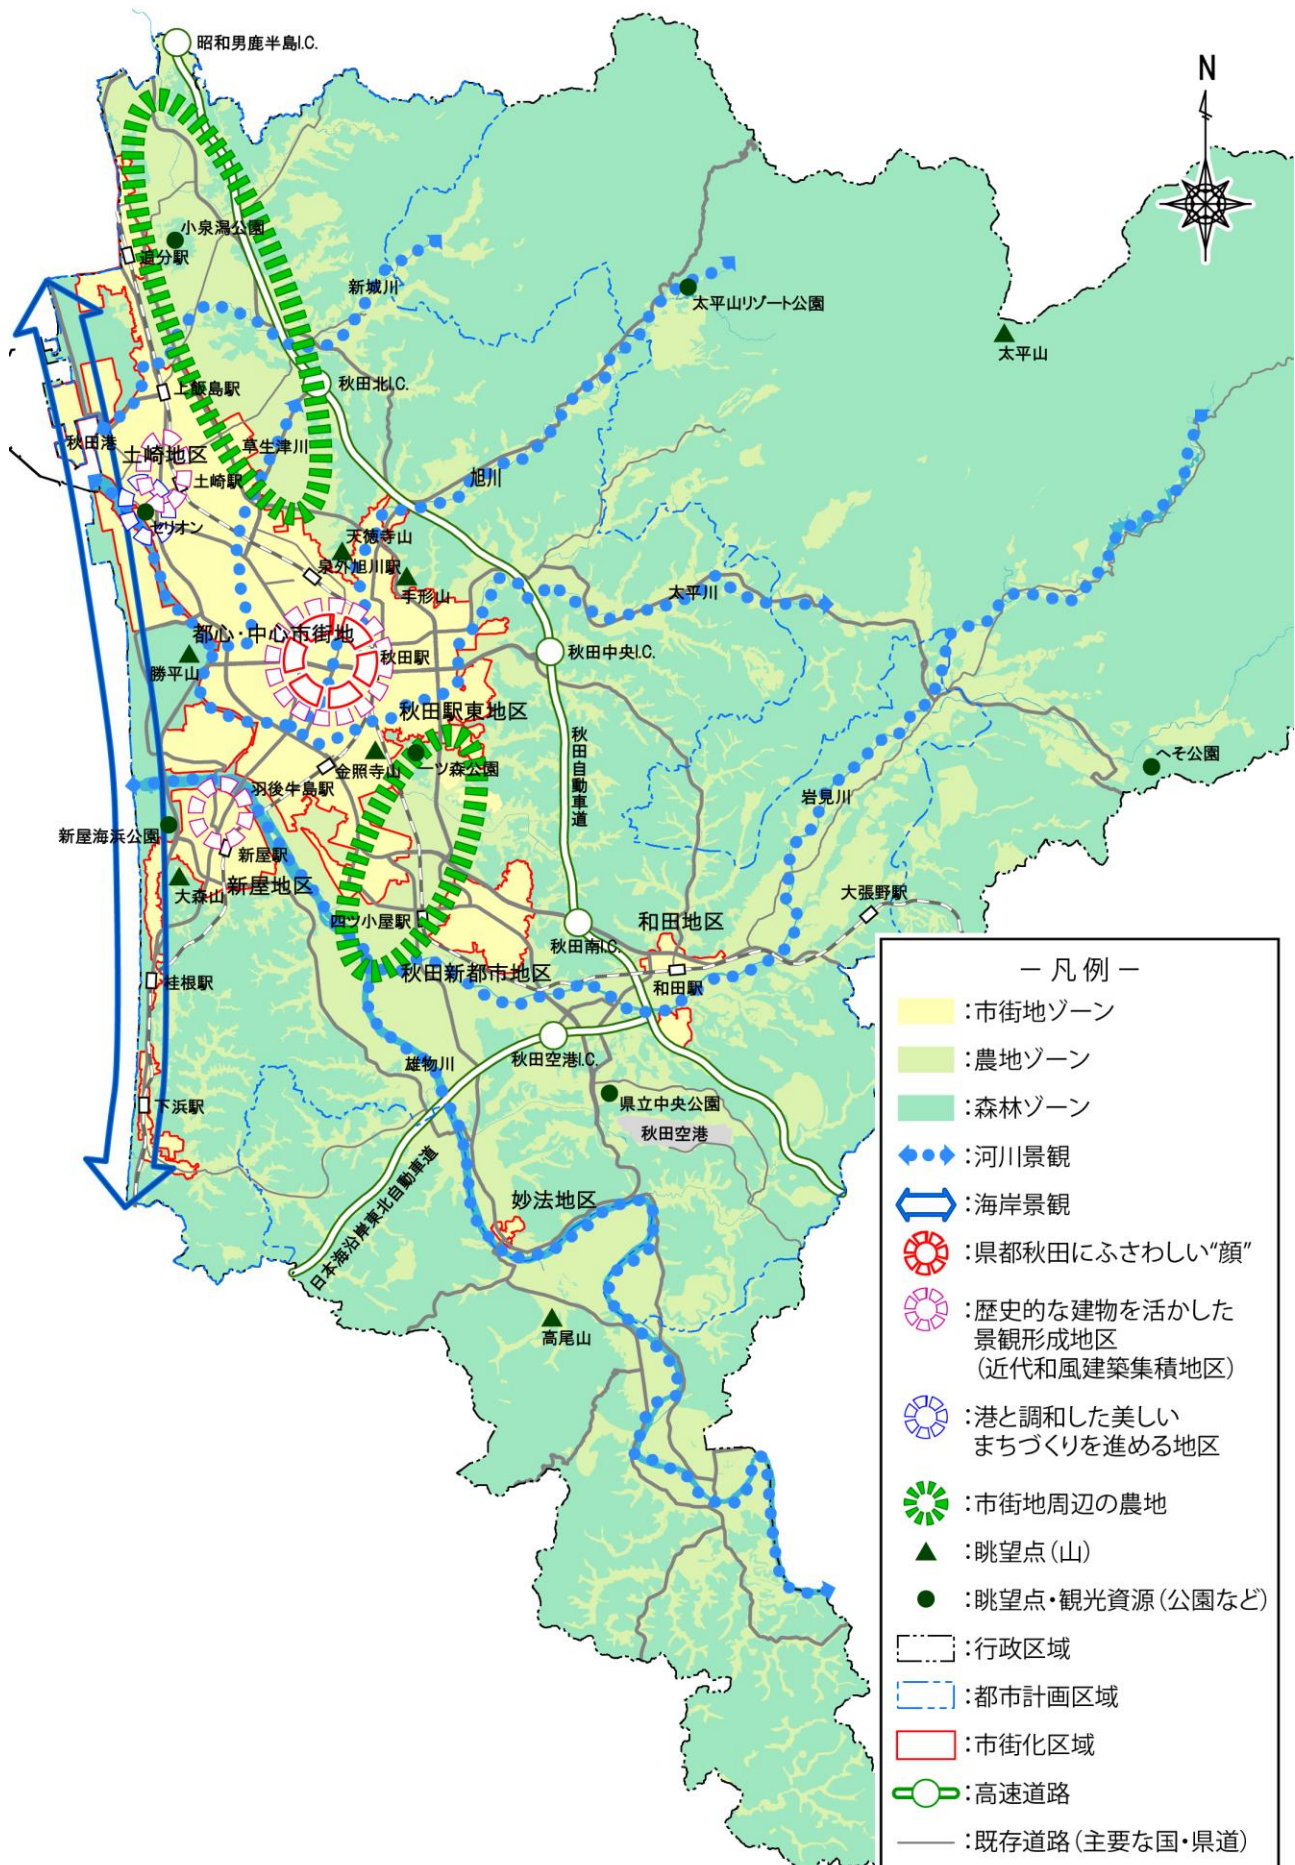 昭和男鹿半島I.C.
N
小泉潟公園
追分駅
新城川
太平山リゾート公園
太平山
上飯島駅
秋田北I.C.
秋田港
土崎地区
草生津川
土崎駅
旭川
セリオン
天徳寺山
泉外旭川駅
手形山
太平川
都心・中心市街地
秋田駅
秋田中央I.C.
勝平山
秋田駅東地区
秋田自動車道
金照寺山
一ツ森公園
へそ公園
羽後牛島駅
岩見川
新屋海浜公園
新屋駅
大森山
新屋地区
大張野駅
四ツ小屋駅
和田地区
秋田南I.C.
秋田新都市地区
和田駅
桂根駅
雄物川
秋田空港I.C.
県立中央公園
下浜駅
秋田空港
日本海沿岸東北自動車道
妙法地区
高尾山
－ 凡 例 －
：市街地ゾーン
：農地ゾーン
：森林ゾーン
：河川景観
：海岸景観
：県都秋田にふさわしい“顔”
：歴史的な建物を活かした
景観形成地区
（近代和風建築集積地区）
：港と調和した美しい
まちづくりを進める地区
：市街地周辺の農地
：眺望点（山）
：眺望点・観光資源（公園など）
：行政区域
：都市計画区域
：市街化区域
：高速道路
：既存道路（主要な国・県道）